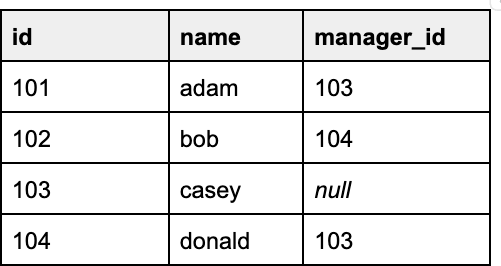 id name manager_id
101 adam 103
102 bob 104
103 casey null
104 donald 103